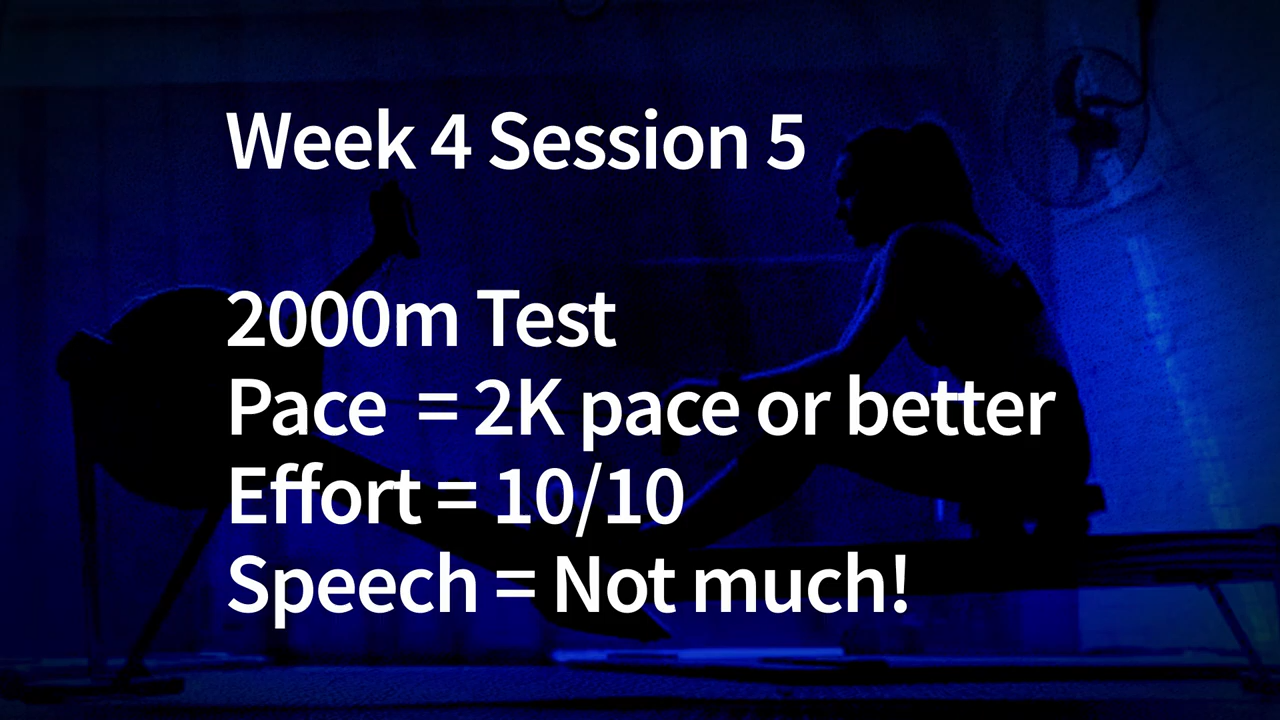 Week 4 Session 5
2000m Test
Pace  = 2K pace or better
Effort = 10/10
Speech = Not much!